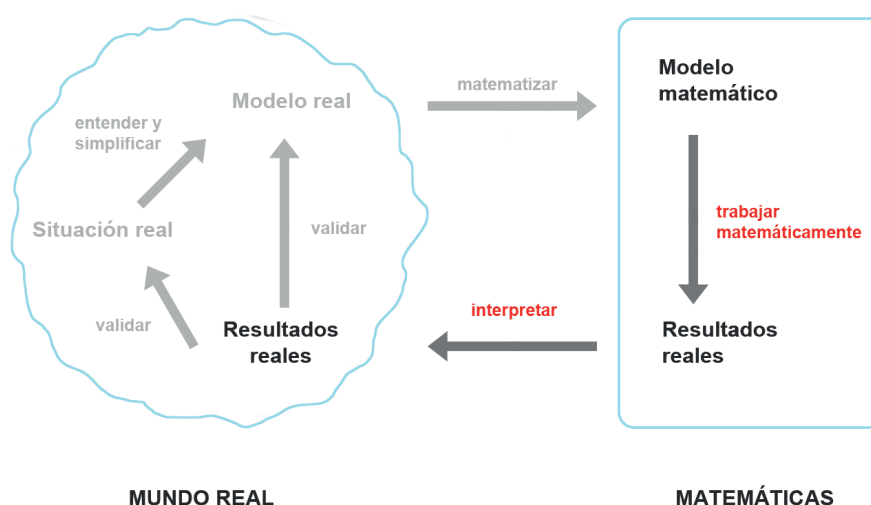 Modelo real
entender y
simplificar
Situación real
validar
validar
Resultados
reales
matematizar
interpretar
Modelo
matemático
trabajar
matemáticamente
Resultados
reales
MUNDO REAL
MATEMÁTICAS